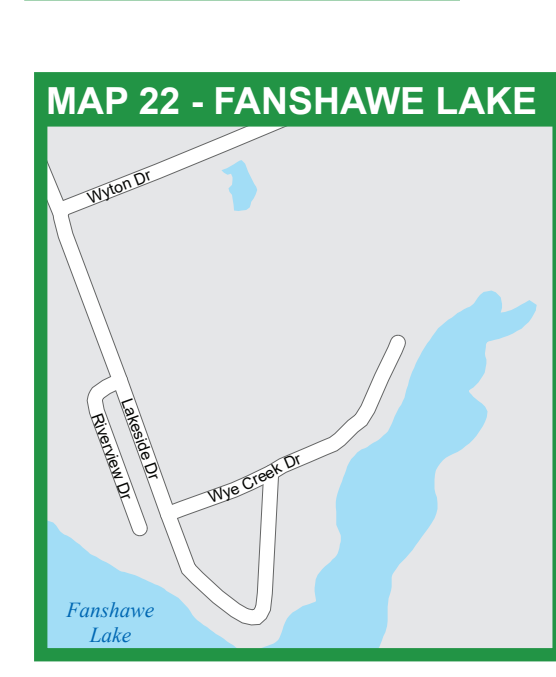 MAP 22 - FANSHAWE LAKE
Wyton Dr
Lakeside Dr
Riverview Dr
Wye Creek Dr
Fanshawe
Lake